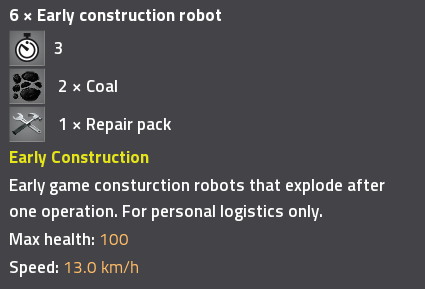 6 × Early construction robot
3
2 × Coal
1 × Repair pack
Early Construction
Early game consturction robots that explode after
one operation. For personal logistics only.
Max health: 100
Speed: 13.0 km/h